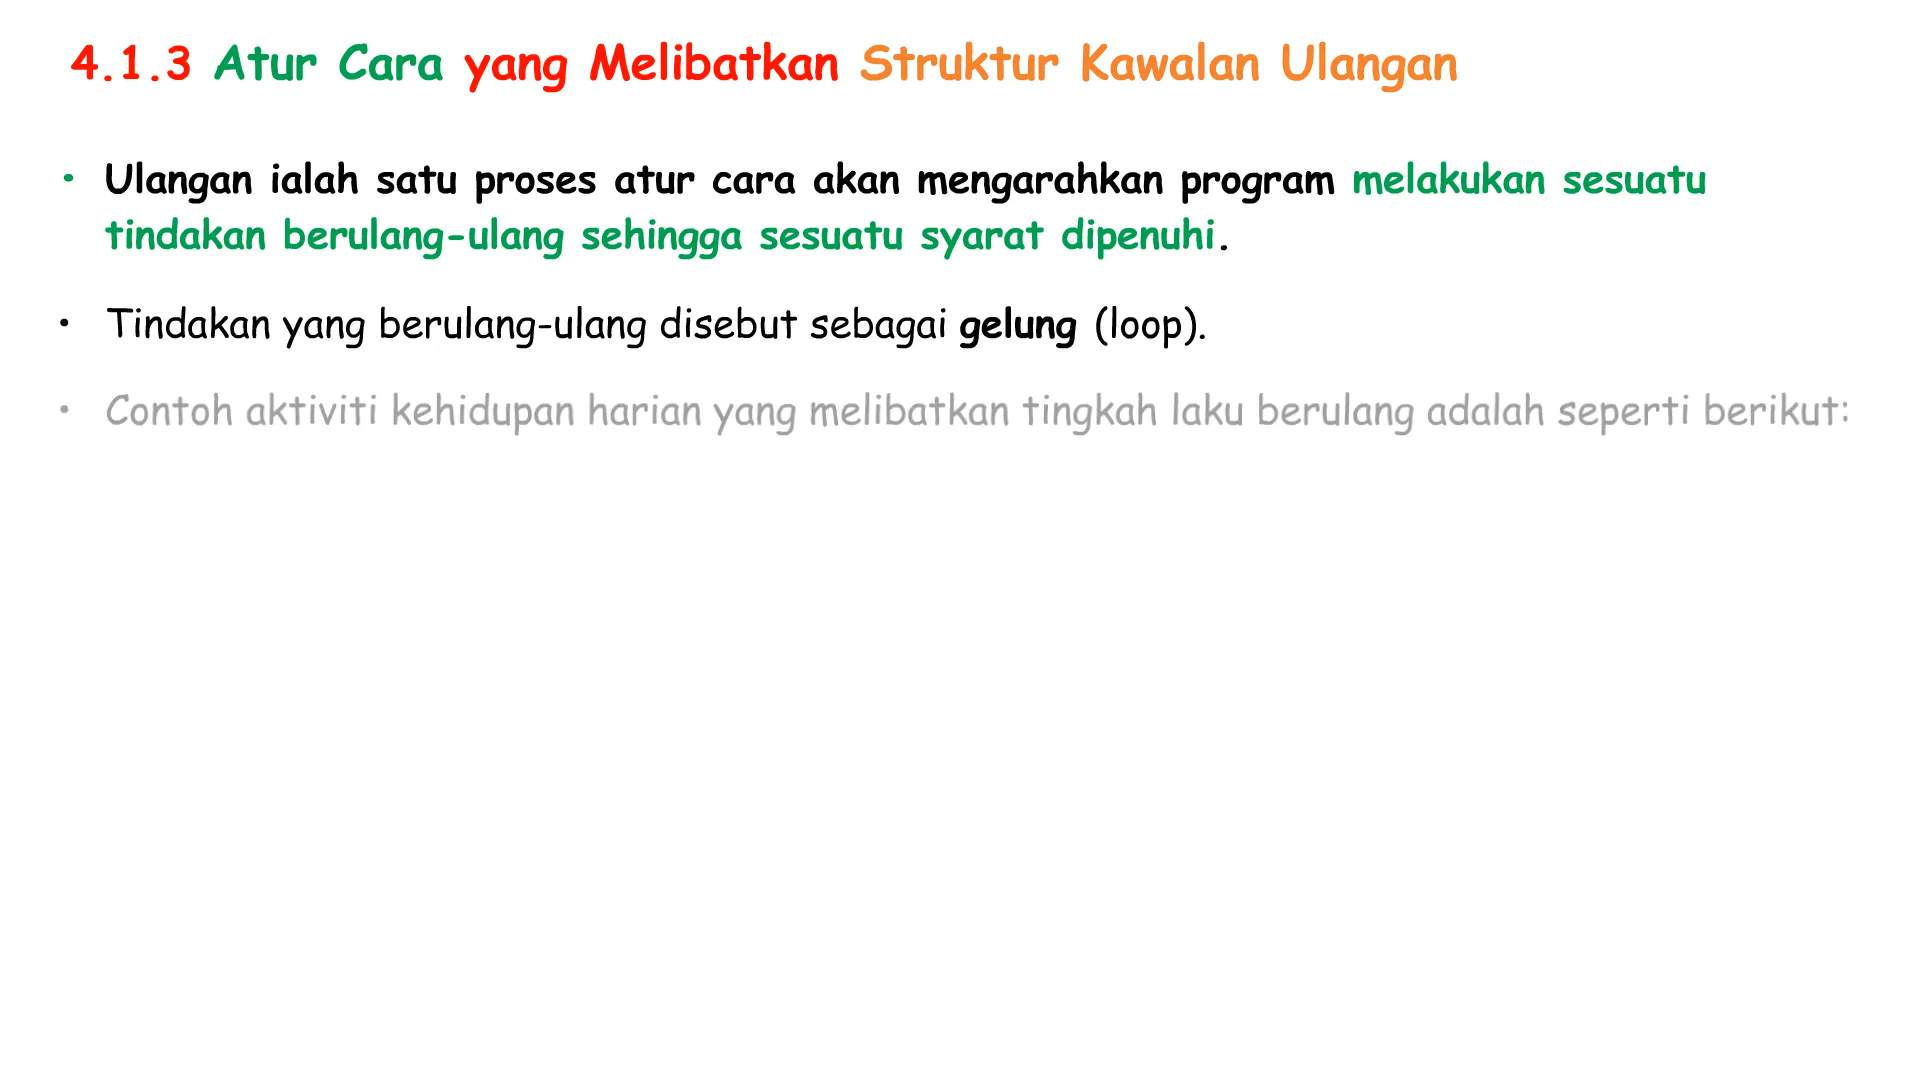 4.1.3 Atur Cara yang Melibatkan Struktur Kawalan Ulangan
• Ulangan ialah satu proses atur cara akan mengarahkan program melakukan sesuatu
tindakan berulang-ulang sehingga sesuatu syarat dipenuhi.
• Tindakan yang berulang-ulang disebut sebagai gelung (loop).
• Contoh aktiviti kehidupan harian yang melibatkan tingkah laku berulang adalah seperti berikut: